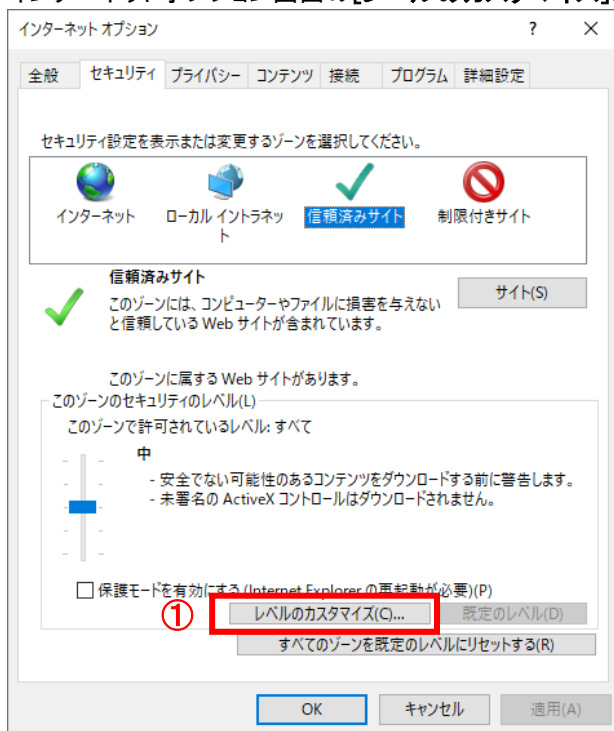 インターネット オプション
? ×
全般 セキュリティ プライバシー コンテンツ 接続 プログラム 詳細設定
セキュリティ設定を表示または変更するゾーンを選択してください。
インターネット ローカル イントラネット 信頼済みサイト 制限付きサイト
信頼済みサイト
サイト(S)
このゾーンには、コンピューターやファイルに損害を与えない
と信頼している Web サイトが含まれています。
このゾーンに属する Web サイトがあります。
このゾーンのセキュリティのレベル(L)
このゾーンで許可されているレベル: すべて
中
- 安全でない可能性のあるコンテンツをダウンロードする前に警告します。
- 未署名の ActiveX コントロールはダウンロードされません。
保護モードを有効にする (Internet Explorer の再起動が必要)(P)
① レベルのカスタマイズ(C)... 既定のレベル(D)
すべてのゾーンを既定のレベルにリセットする(R)
OK キャンセル 適用(A)